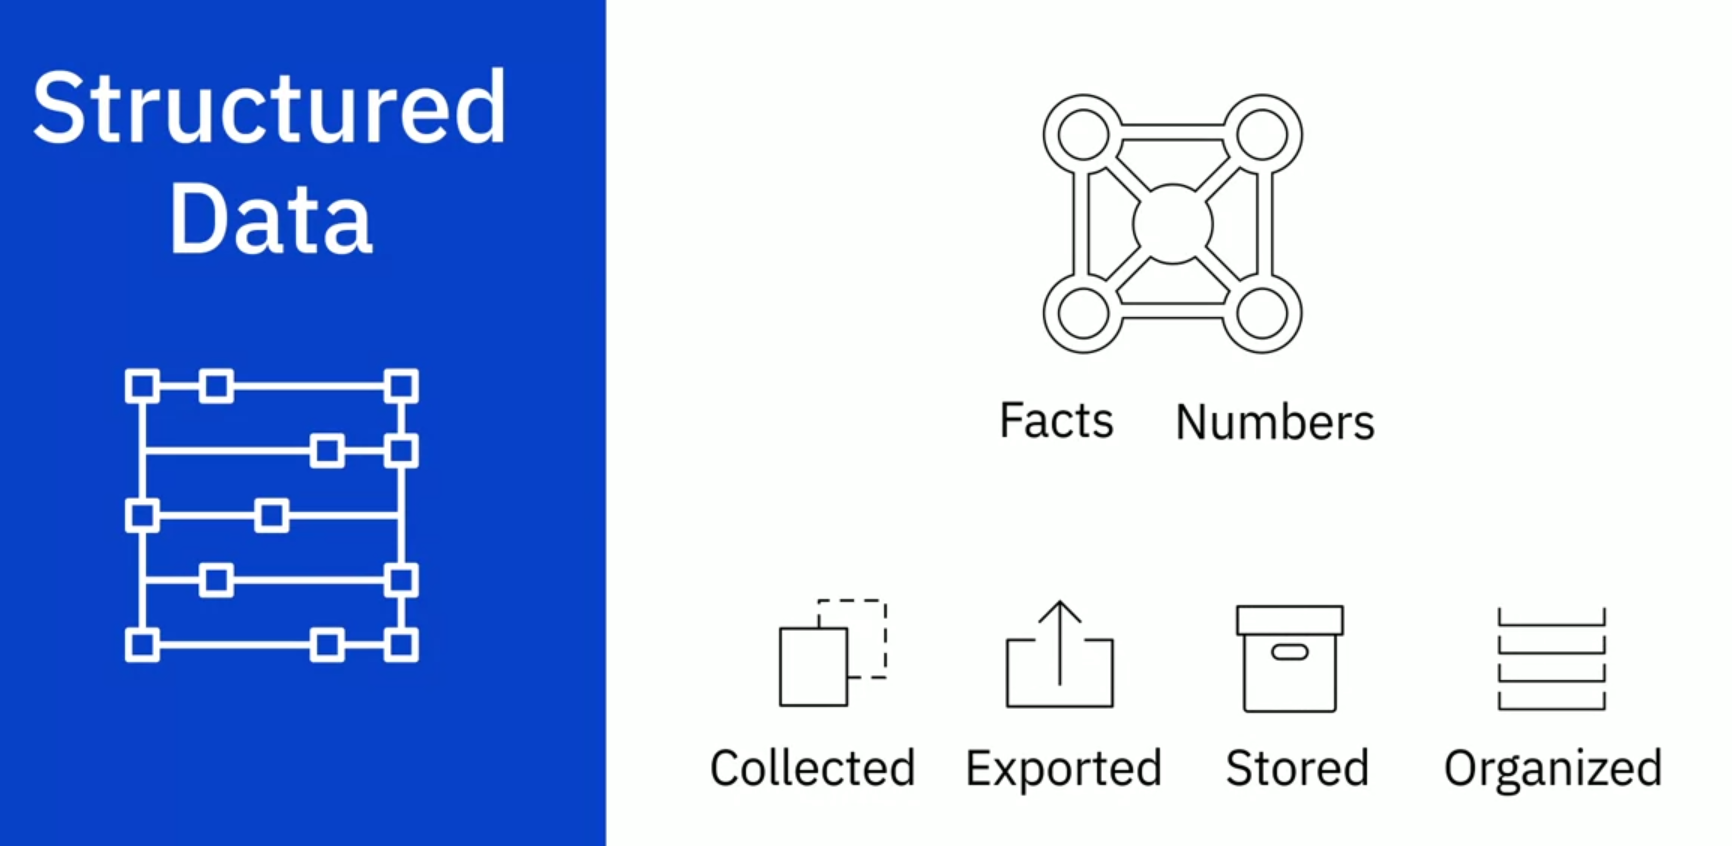 Structured
Data
Facts Numbers
Collected Exported Stored Organized